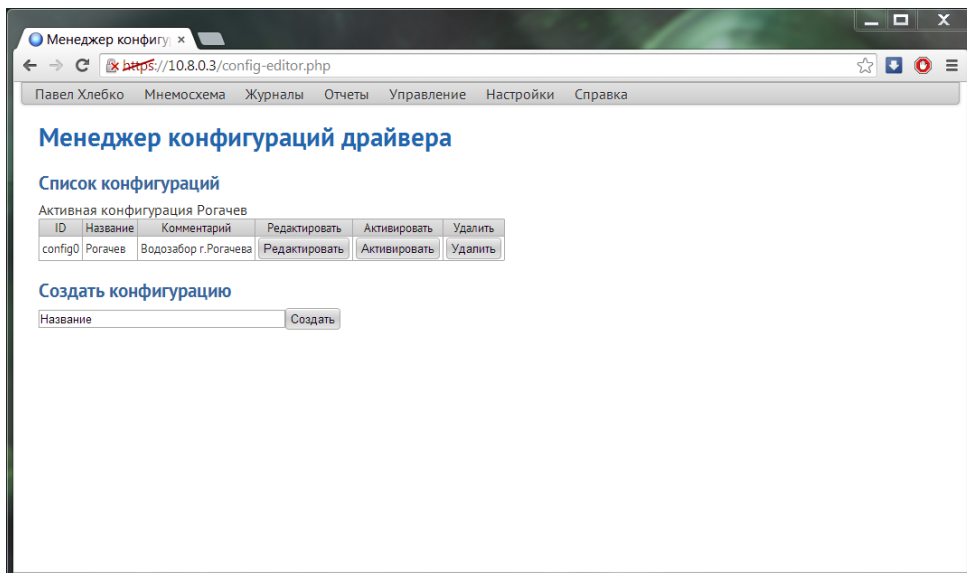 Менеджер конфигу
https://10.8.0.3/config-editor.php
Павел Хлебко Мнемосхема Журналы Отчеты Управление Настройки Справка
Менеджер конфигураций драйвера
Список конфигураций
Активная конфигурация Рогачев
ID Название Комментарий Редактировать Активировать Удалить
config0 Рогачев Водозабор г.Рогачева Редактировать Активировать Удалить
Создать конфигурацию
Название Создать